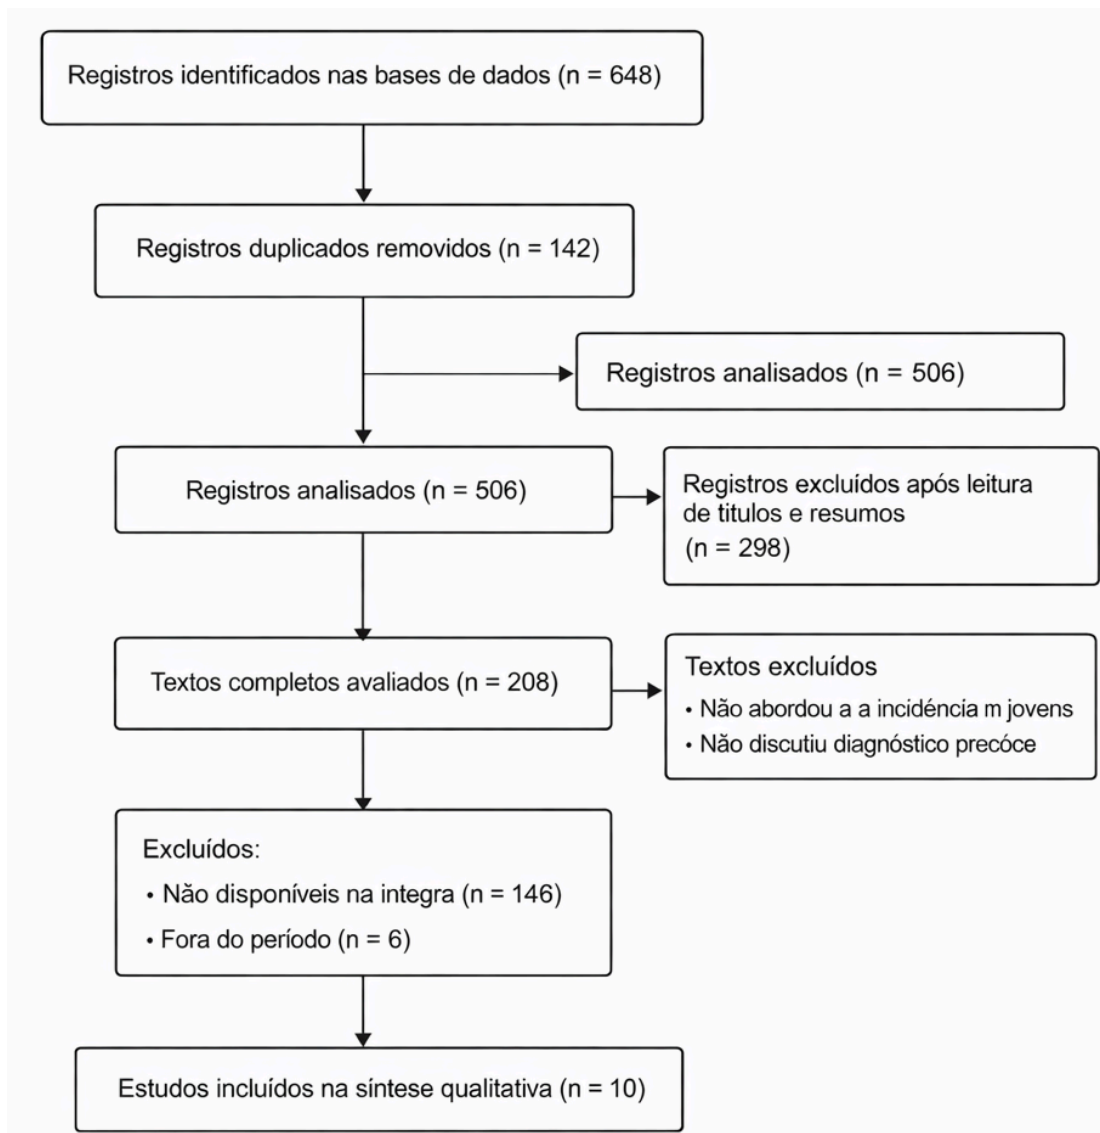 Registros identificados nas bases de dados (n = 648)
Registros duplicados removidos (n = 142)
Registros analisados (n = 506)
Registros analisados (n = 506)
Registros excluídos após leitura
de titulos e resumos
(n = 298)
Textos completos avaliados (n = 208)
Textos excluídos
• Não abordou a a incidéncia m jovens
• Não discutiu diagnóstico precóce
Excluídos:
• Não disponíveis na integra (n = 146)
• Fora do período (n = 6)
Estudos incluídos na síntese qualitativa (n = 10)